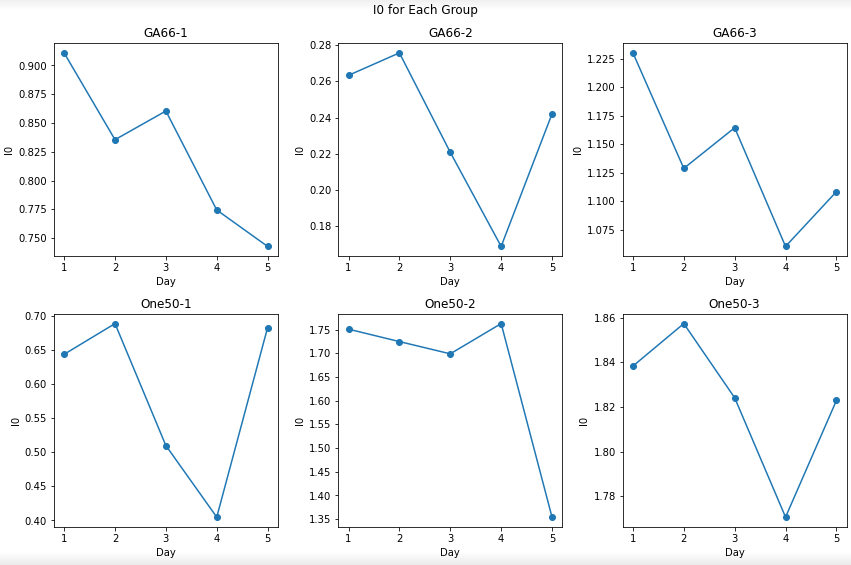 I0 for Each Group
GA66-1
0.900
0.875
0.850
0.825
0.800
0.775
0.750
I0
1 2 3 4 5
Day
GA66-2
0.28
0.26
0.24
0.22
0.20
0.18
I0
1 2 3 4 5
Day
GA66-3
1.225
1.200
1.175
1.150
1.125
1.100
1.075
I0
1 2 3 4 5
Day
One50-1
0.70
0.65
0.60
0.55
0.50
0.45
0.40
I0
1 2 3 4 5
Day
One50-2
1.75
1.70
1.65
1.60
1.55
1.50
1.45
1.40
1.35
I0
1 2 3 4 5
Day
One50-3
1.86
1.84
1.82
1.80
1.78
I0
1 2 3 4 5
Day